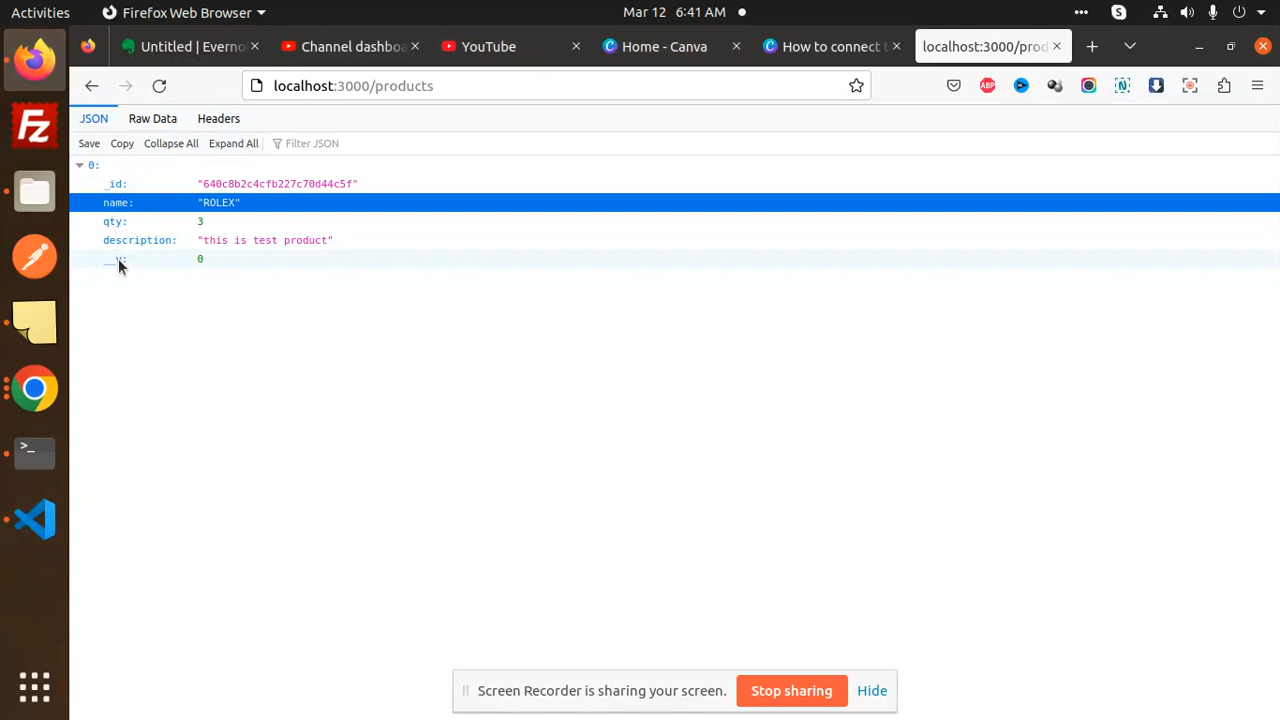 Activities Firefox Web Browser Mar 12 6:41 AM
Untitled | Everno Channel dashboa YouTube Home - Canva How to connect t localhost:3000/prod
localhost:3000/products
JSON Raw Data Headers
Save Copy Collapse All Expand All Filter JSON
0:
_id: "640c8b2c4cfb227c70d44c5f"
name: "ROLEX"
qty: 3
description: "this is test product"
__v: 0
Screen Recorder is sharing your screen. Stop sharing Hide